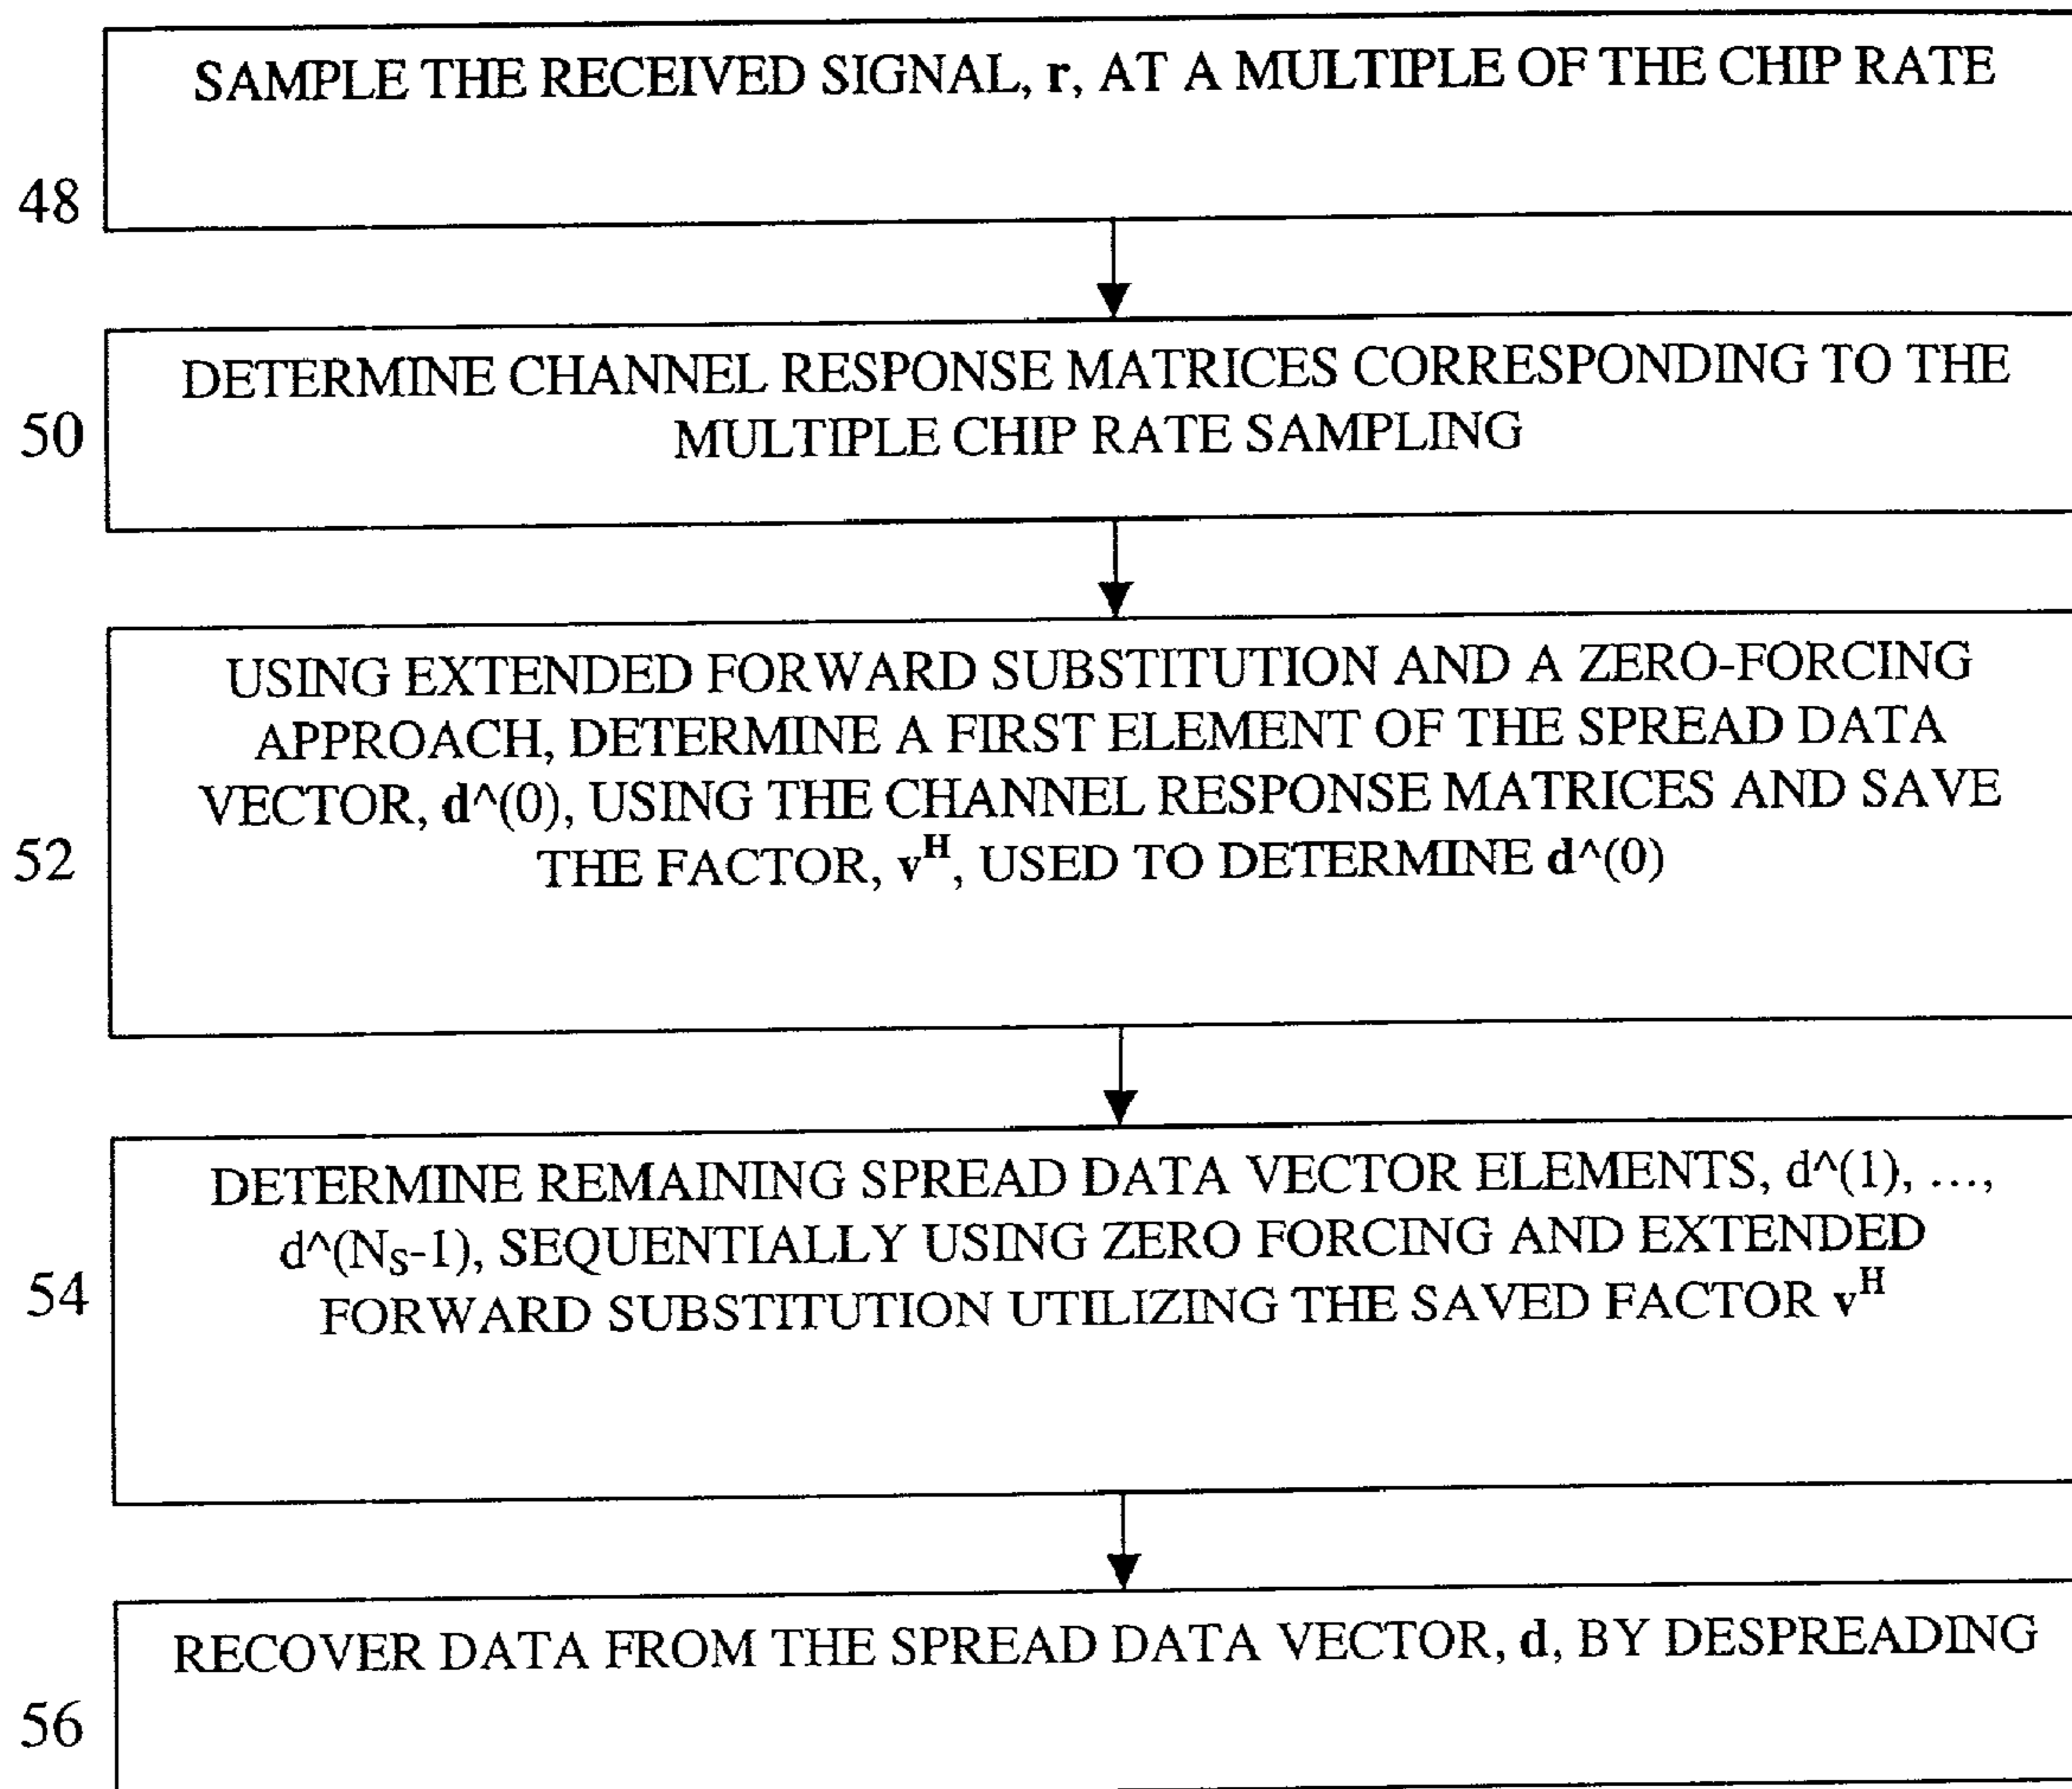 SAMPLE THE RECEIVED SIGNAL, r, AT A MULTIPLE OF THE CHIP RATE
48
DETERMINE CHANNEL RESPONSE MATRICES CORRESPONDING TO THE
MULTIPLE CHIP RATE SAMPLING
50
USING EXTENDED FORWARD SUBSTITUTION AND A ZERO-FORCING
APPROACH, DETERMINE A FIRST ELEMENT OF THE SPREAD DATA
VECTOR, d^(0), USING THE CHANNEL RESPONSE MATRICES AND SAVE
THE FACTOR, v^H, USED TO DETERMINE d^(0)
52
DETERMINE REMAINING SPREAD DATA VECTOR ELEMENTS, d^(1), ...,
d^(N_S-1), SEQUENTIALLY USING ZERO FORCING AND EXTENDED
FORWARD SUBSTITUTION UTILIZING THE SAVED FACTOR v^H
54
RECOVER DATA FROM THE SPREAD DATA VECTOR, d, BY DESPREADING
56